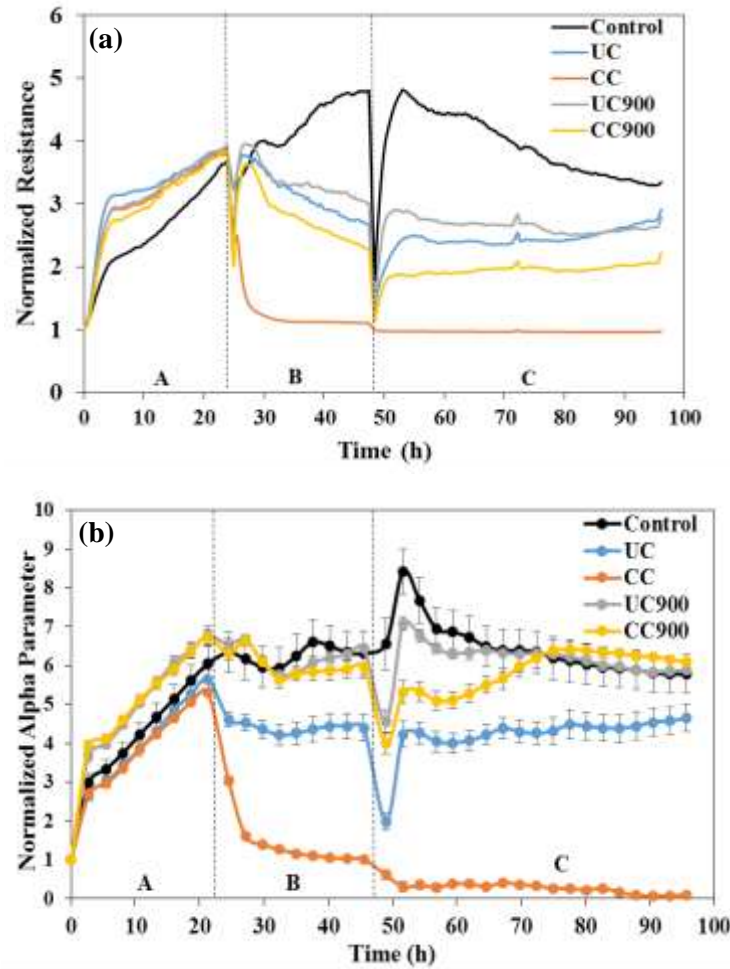 (a)
Normalized Resistance
6
5
4
3
2
1
0
Control
UC
CC
UC900
CC900
A B C
0 10 20 30 40 50 60 70 80 90 100
Time (h)
(b)
Normalized Alpha Parameter
10
9
8
7
6
5
4
3
2
1
0
Control
UC
CC
UC900
CC900
A B C
0 10 20 30 40 50 60 70 80 90 100
Time (h)